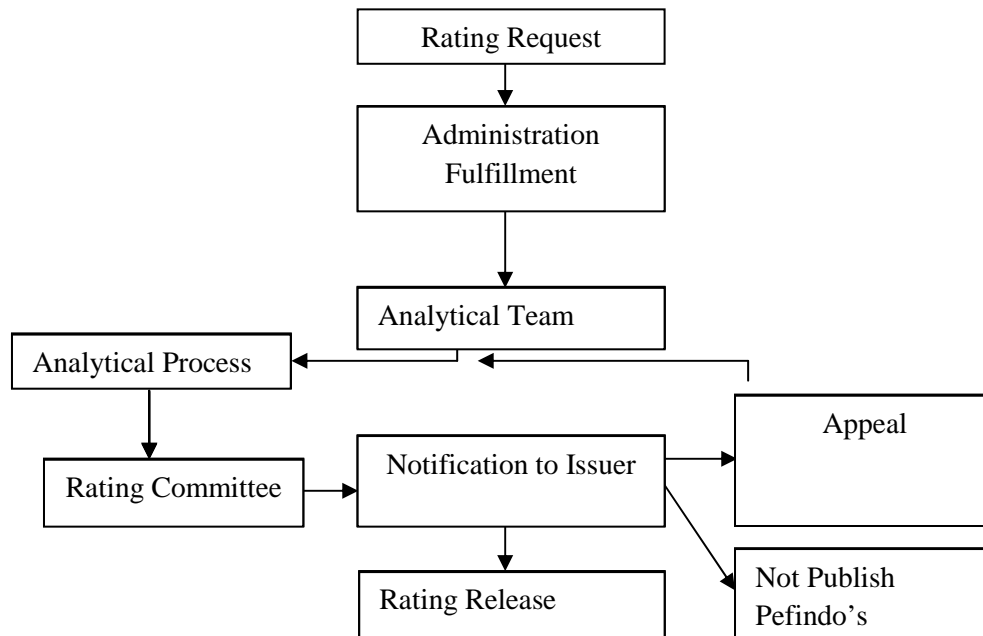 Rating Request
Administration
Fulfillment
Analytical Team
Analytical Process
Appeal
Notification to Issuer
Rating Committee
Not Publish
Pefindo’s
Rating Release